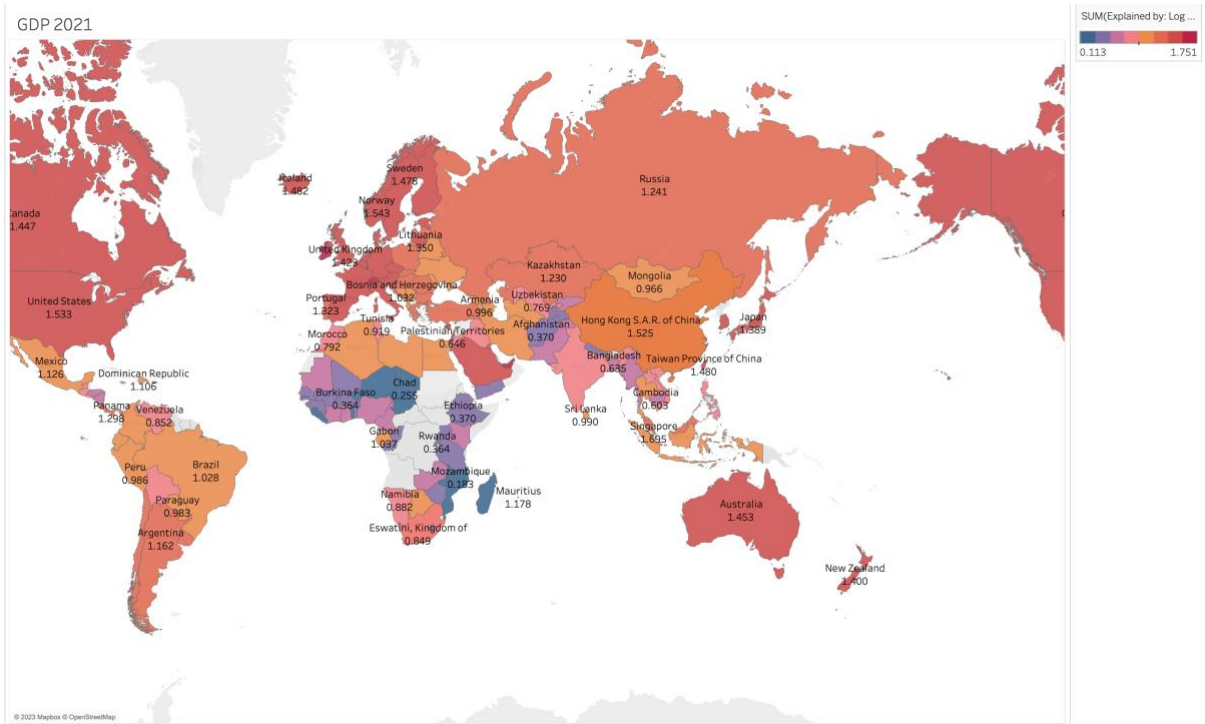 GDP 2021
SUM(Explained by: Log ...
0.113 1.751
Iceland
1.482
Sweden
1.478
Norway
1.543
Russia
1.241
Canada
1.447
Lithuania
1.350
United Kingdom
1.423
Kazakhstan
1.230
Mongolia
0.966
Bosnia and Herzegovina
1.032
United States
1.533
Portugal
1.323
Armenia
0.996
Uzbekistan
0.769
Tunisia
0.919
Palestinian Territories
0.646
Afghanistan
0.370
Hong Kong S.A.R. of China
1.525
Japan
1.389
Morocco
0.792
Mexico
1.126
Dominican Republic
1.106
Bangladesh
0.635
Taiwan Province of China
1.480
Burkina Faso
0.364
Chad
0.255
Cambodia
0.603
Panama
1.298
Venezuela
0.852
Ethiopia
0.370
Sri Lanka
0.990
Gabon
1.037
Rwanda
0.364
Singapore
1.695
Peru
0.986
Brazil
1.028
Mozambique
0.183
Mauritius
1.178
Paraguay
0.983
Namibia
0.882
Australia
1.453
Argentina
1.162
Eswatini, Kingdom of
0.849
New Zealand
1.400
© 2023 Mapbox © OpenStreetMap